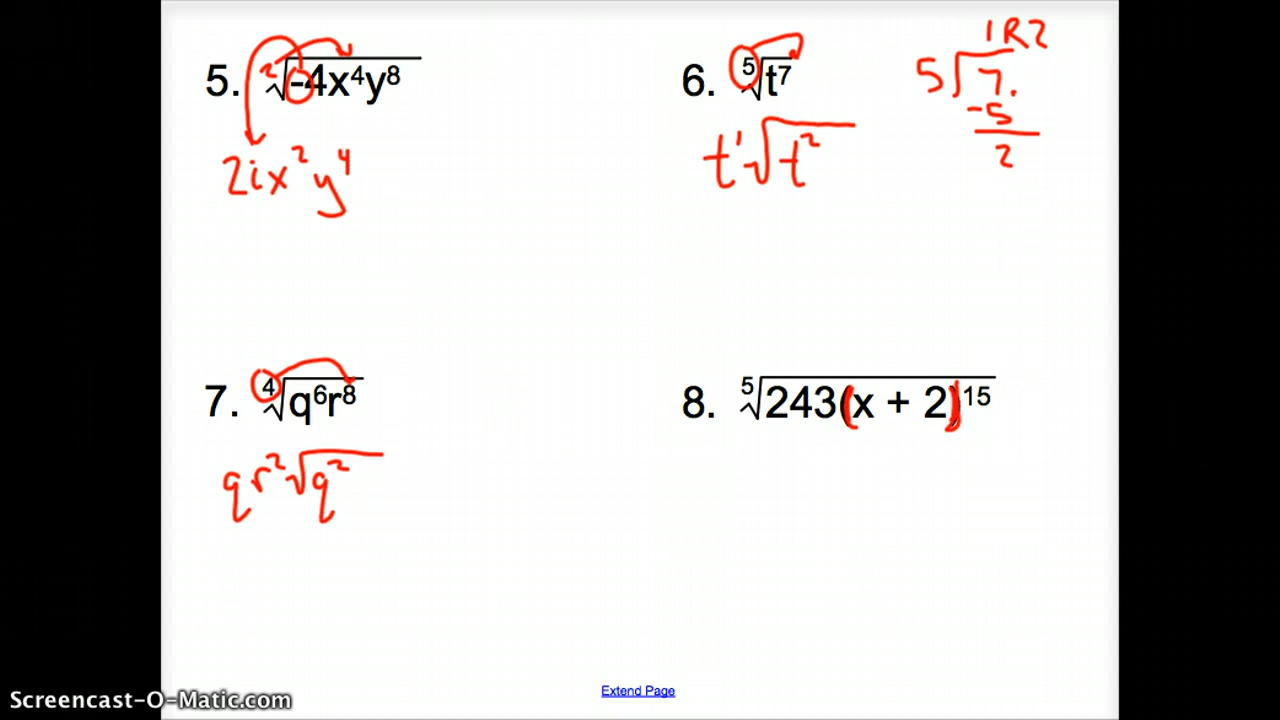 5. ²√-4x⁴y⁸
2ix²y⁴
6. ⁵√t⁷
t¹√t²
1R2
5√7.
-5
2
7. ⁴√q⁶r⁸
qr²√q²
8. ⁵√243(x + 2)¹⁵
Extend Page
Screencast-O-Matic.com